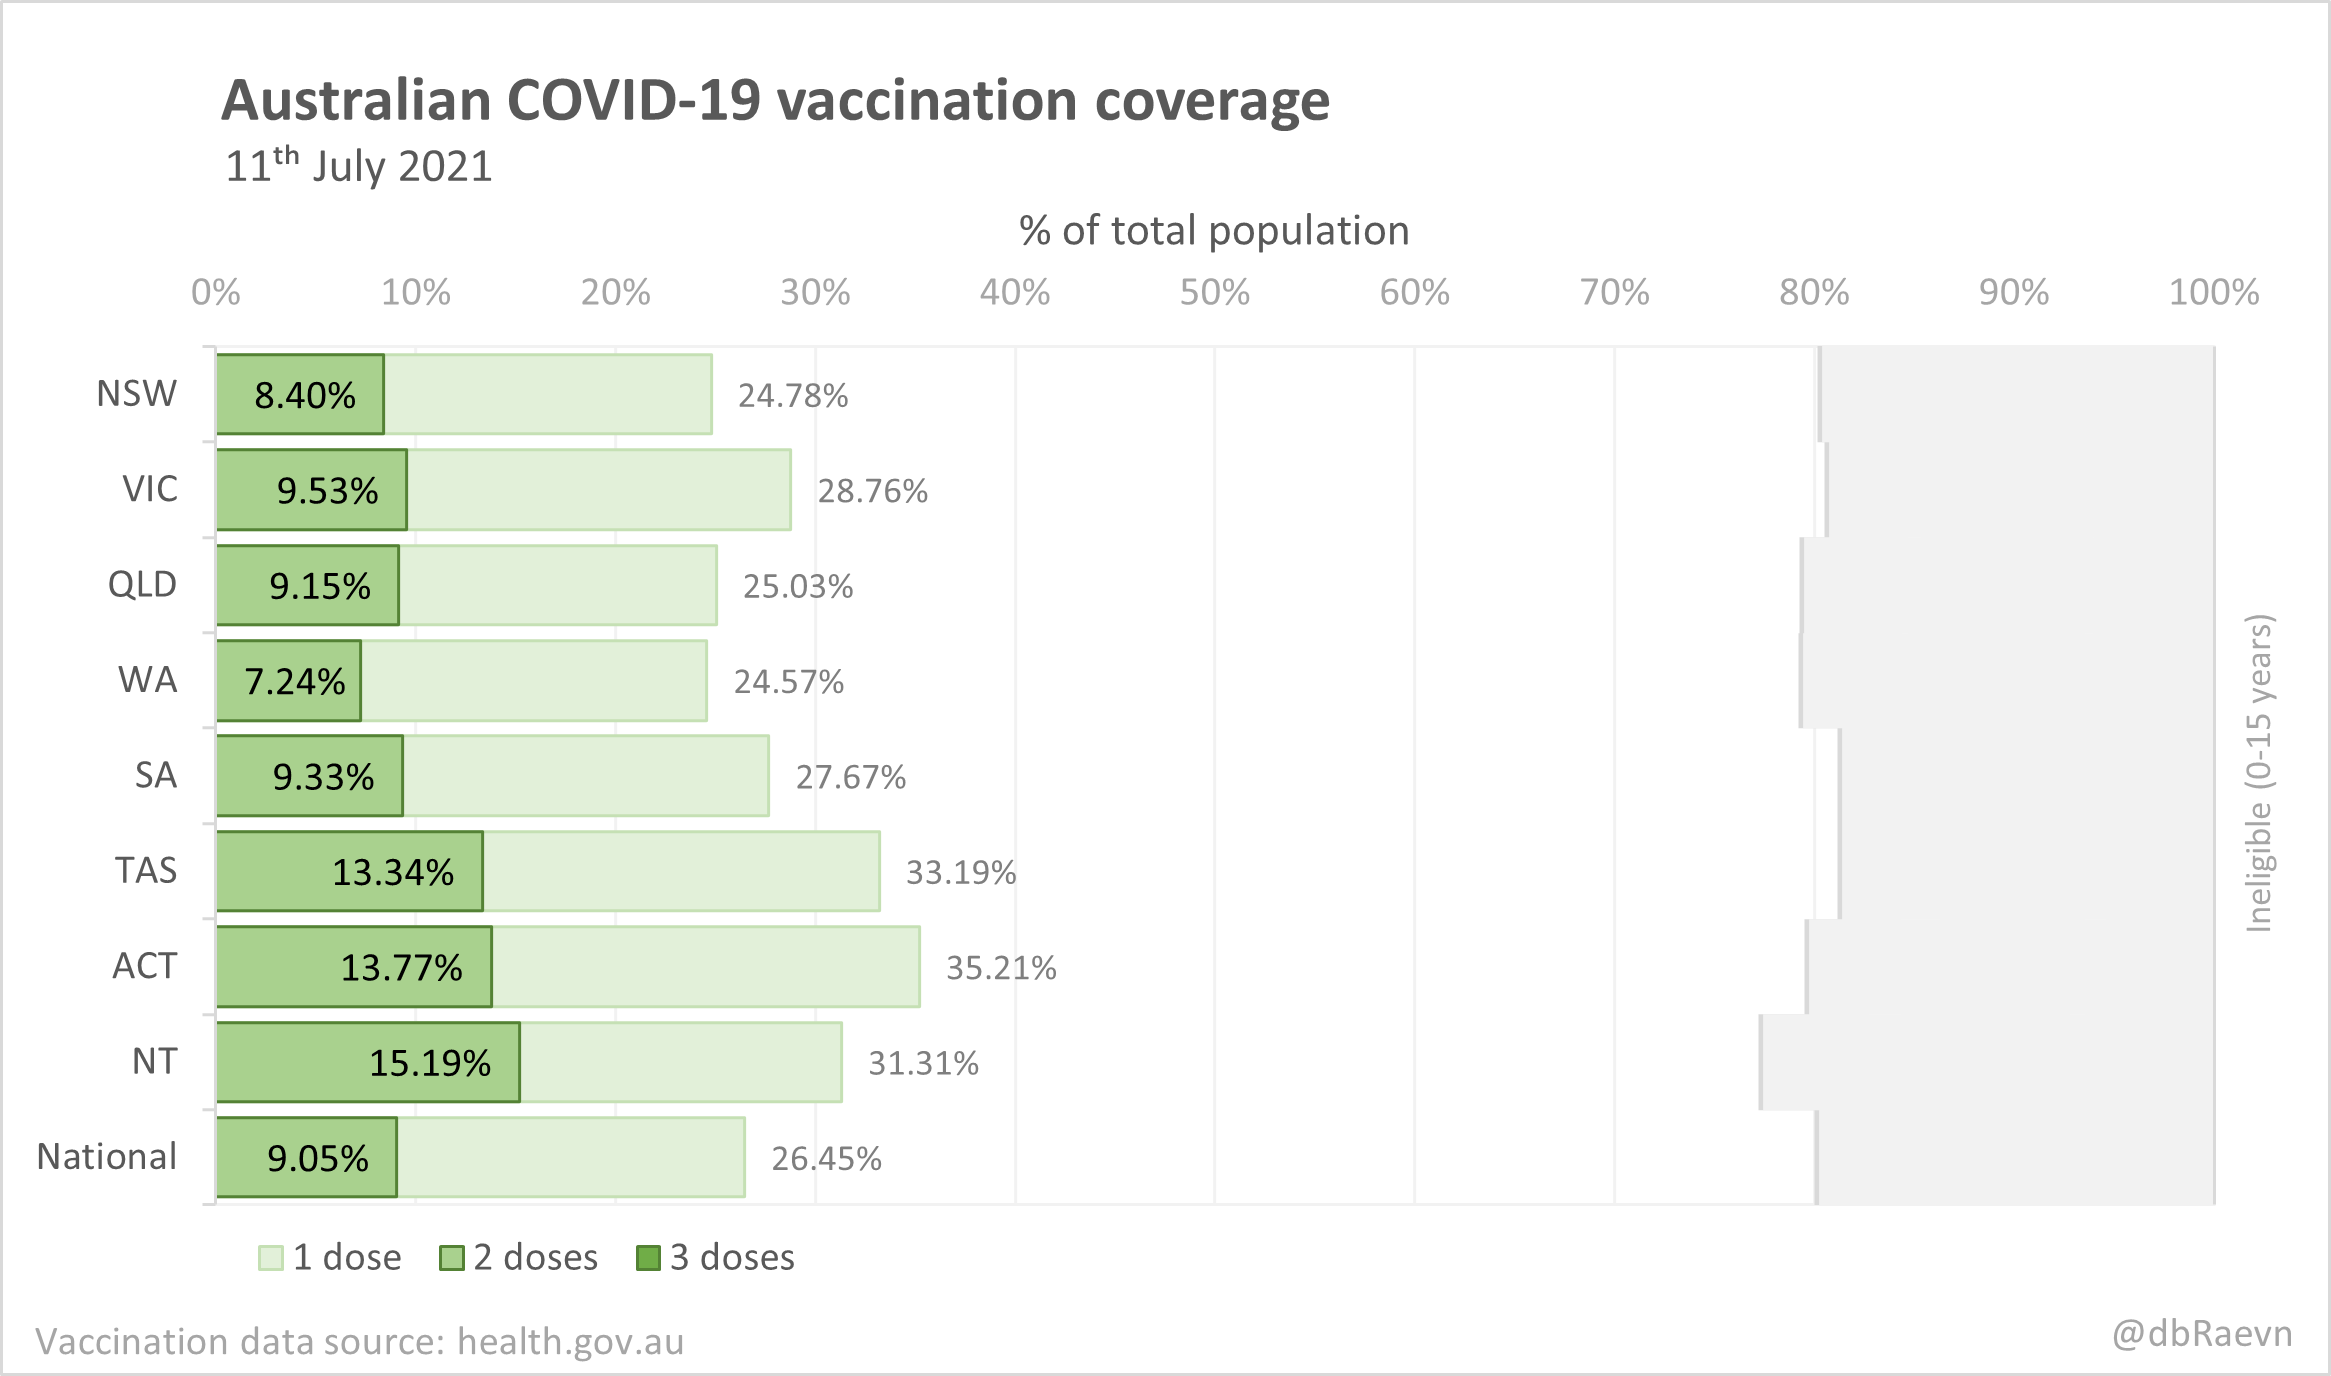 Australian COVID-19 vaccination coverage
11th July 2021
% of total population
0% 10% 20% 30% 40% 50% 60% 70% 80% 90% 100%
NSW 8.40% 24.78%
VIC 9.53% 28.76%
QLD 9.15% 25.03%
WA 7.24% 24.57%
SA 9.33% 27.67%
TAS 13.34% 33.19%
ACT 13.77% 35.21%
NT 15.19% 31.31%
National 9.05% 26.45%
Ineligible (0-15 years)
1 dose 2 doses 3 doses
Vaccination data source: health.gov.au
@dbRaevn